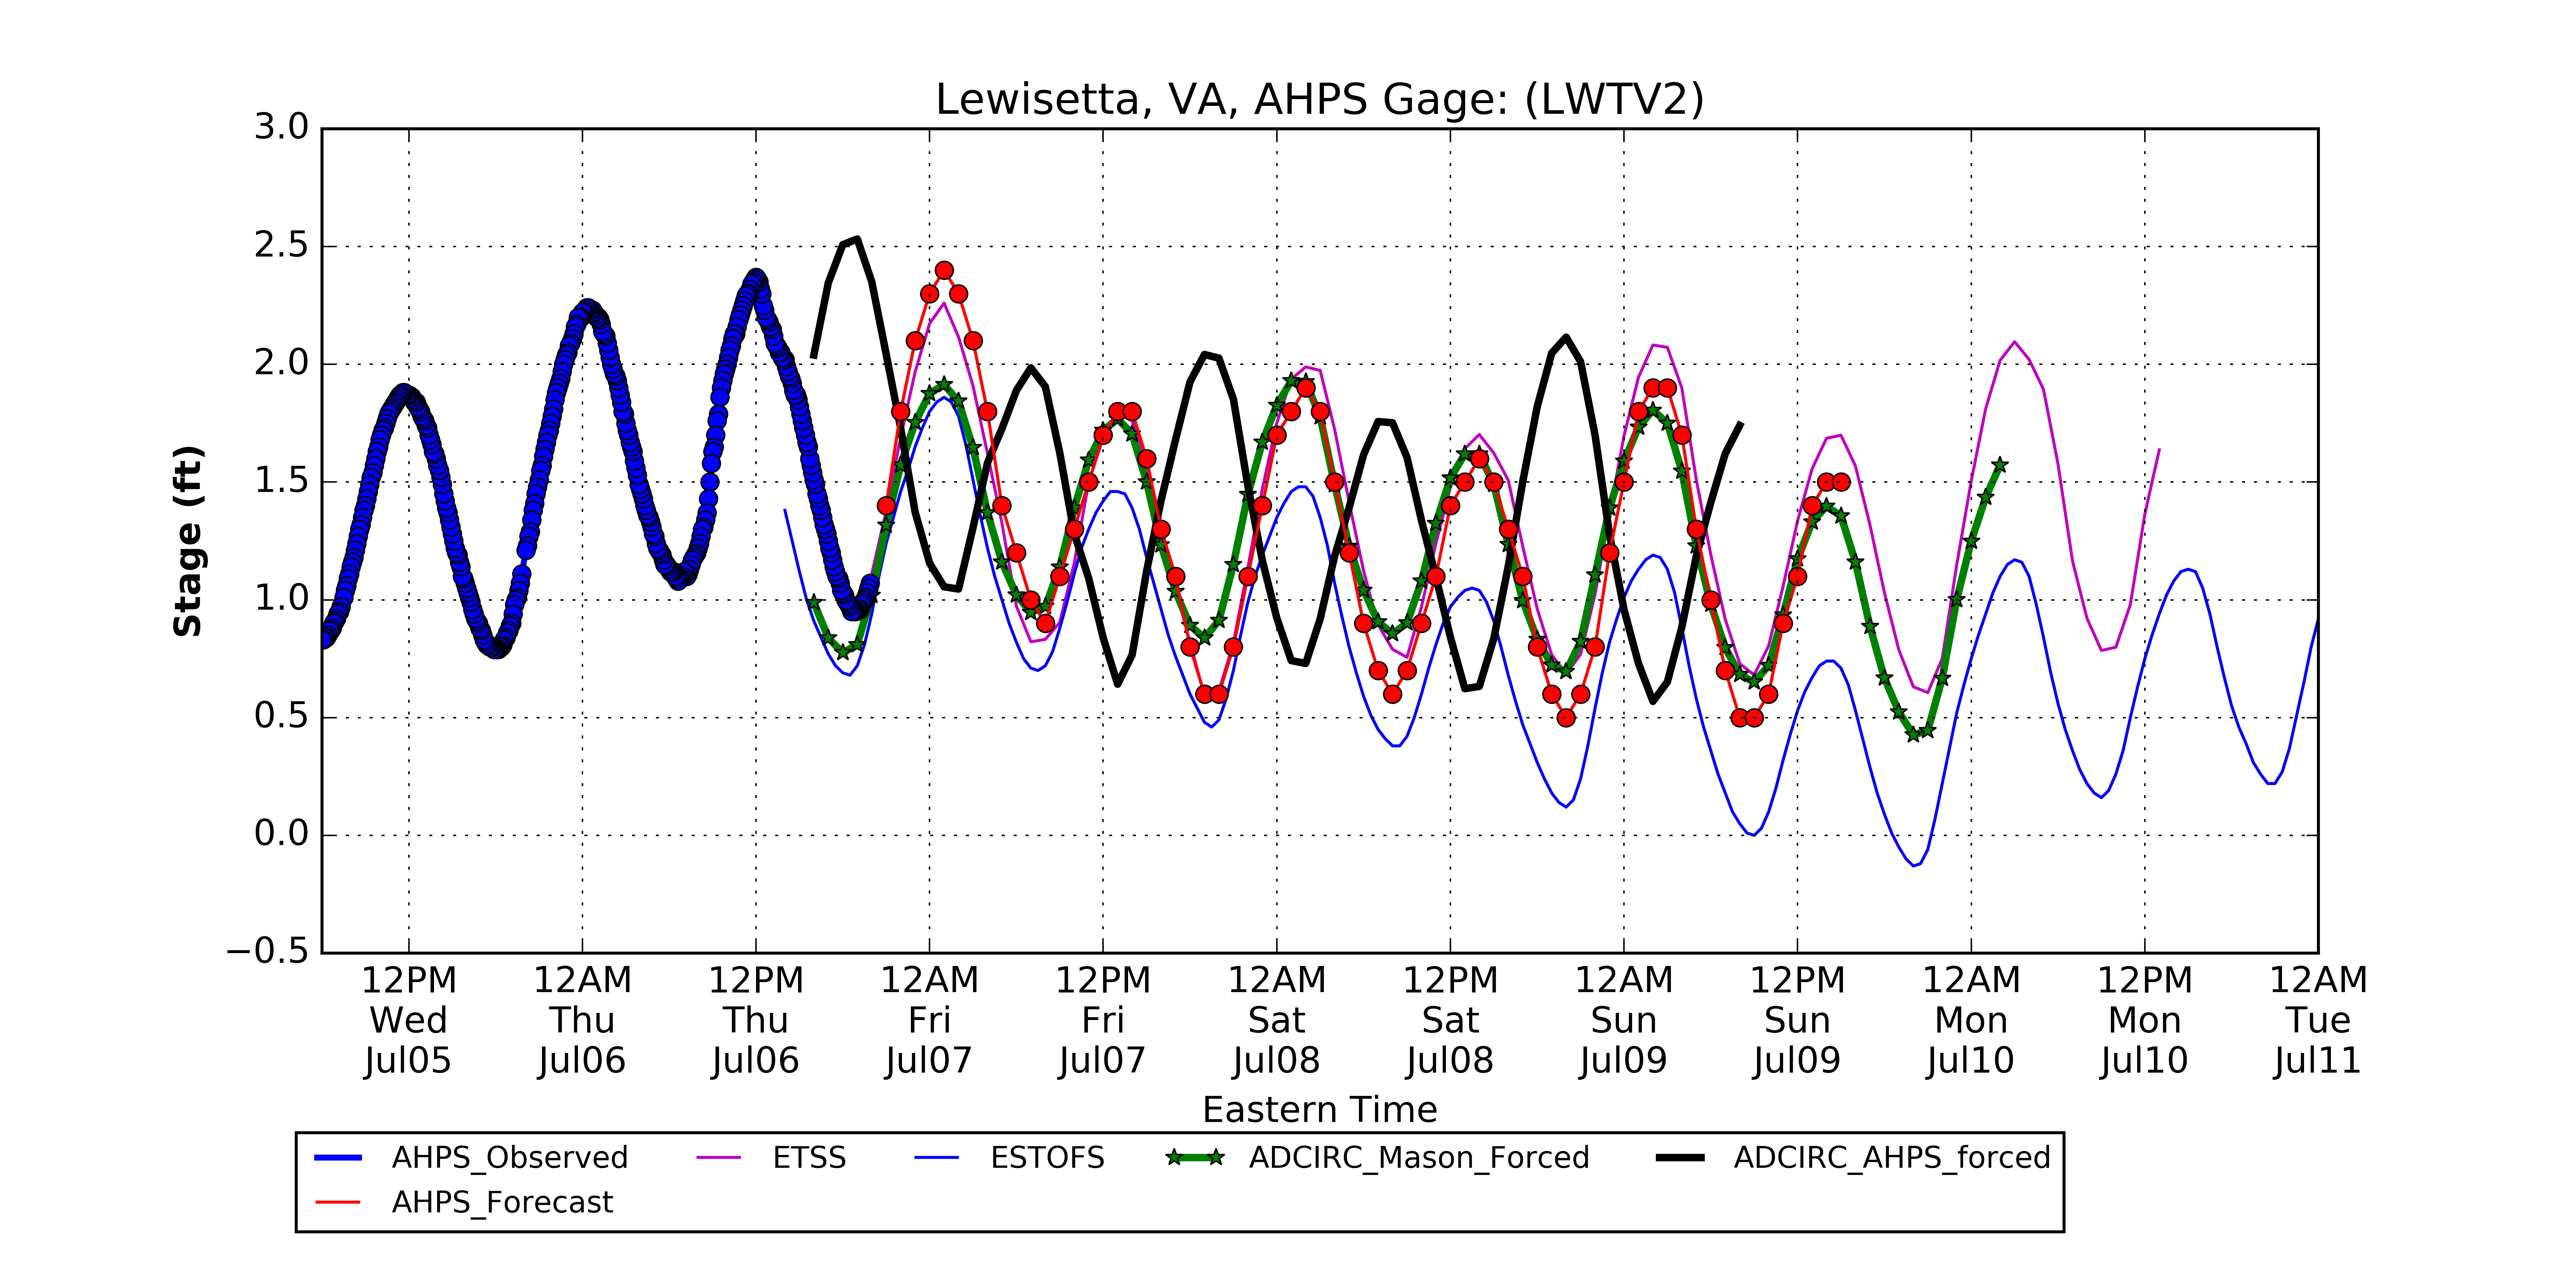 Lewisetta, VA, AHPS Gage: (LWTV2)
3.0
2.5
2.0
1.5
1.0
0.5
0.0
−0.5
Stage (ft)
12PM 12AM 12PM 12AM 12PM 12AM 12PM 12AM 12PM 12AM 12PM 12AM
Wed Thu Thu Fri Fri Sat Sat Sun Sun Mon Mon Tue
Jul05 Jul06 Jul06 Jul07 Jul07 Jul08 Jul08 Jul09 Jul09 Jul10 Jul10 Jul11
Eastern Time
AHPS_Observed ETSS ESTOFS ADCIRC_Mason_Forced ADCIRC_AHPS_forced
AHPS_Forecast